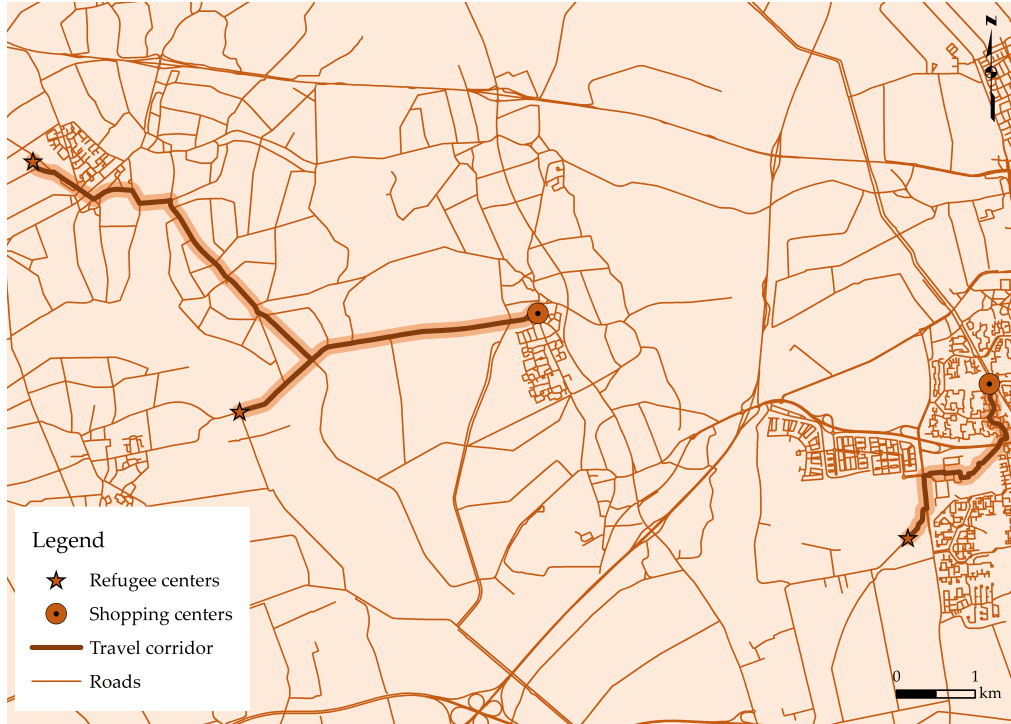 N
Legend
Refugee centers
Shopping centers
Travel corridor
Roads
0 1
km